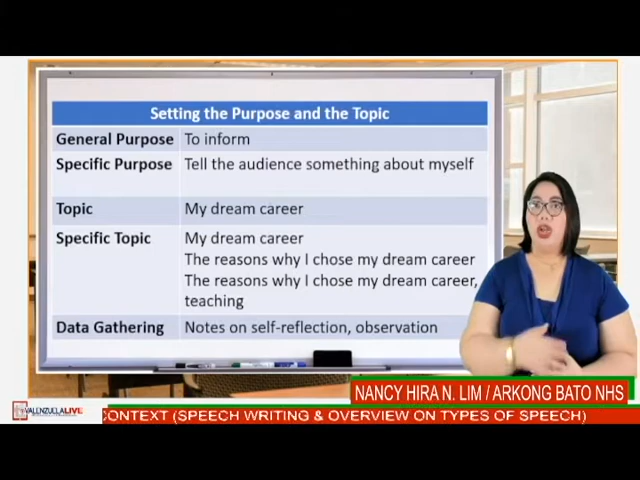 Setting the Purpose and the Topic
General Purpose To inform
Specific Purpose Tell the audience something about myself
Topic My dream career
Specific Topic My dream career
The reasons why I chose my dream career
The reasons why I chose my dream career,
teaching
Data Gathering Notes on self-reflection, observation
NANCY HIRA N. LIM / ARKONG BATO NHS
VALENZUELALIVE
CONTEXT (SPEECH WRITING & OVERVIEW ON TYPES OF SPEECH)